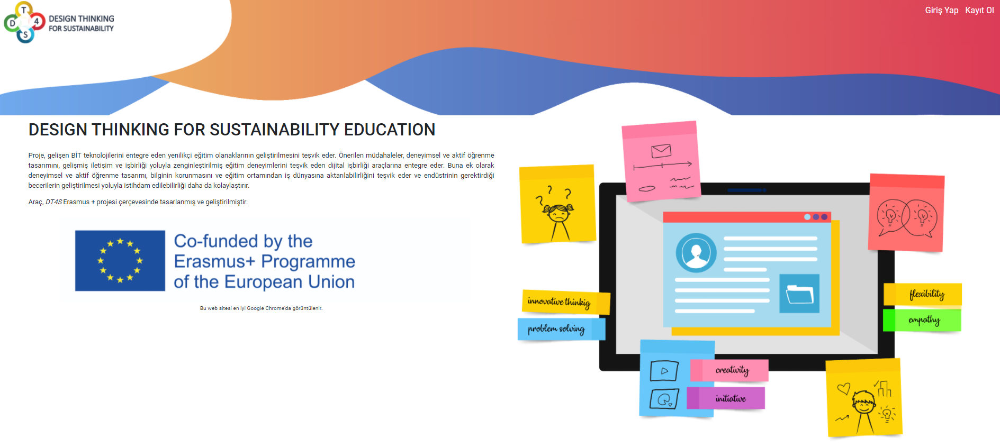 T
D 4
S
DESIGN THINKING
FOR SUSTAINABILITY
Giriş Yap Kayıt Ol
DESIGN THINKING FOR SUSTAINABILITY EDUCATION
Proje, gelişen BİT teknolojilerini entegre eden yenilikçi eğitim olanaklarının geliştirilmesini teşvik eder. Önerilen müdahaleler, deneyimsel ve aktif öğrenme
tasarımını, gelişmiş iletişim ve işbirliği yoluyla zenginleştirilmiş eğitim deneyimlerini teşvik eden dijital işbirliği araçlarına entegre eder. Buna ek olarak
deneyimsel ve aktif öğrenme tasarımı, bilginin korunmasını ve eğitim ortamından iş dünyasına aktarılabilirliğini teşvik eder ve endüstrinin gerektirdiği
becerilerin geliştirilmesi yoluyla istihdam edilebilirliği daha da kolaylaştırır.
Araç, DT4S Erasmus + projesi çerçevesinde tasarlanmış ve geliştirilmiştir.
Co-funded by the
Erasmus+ Programme
of the European Union
Bu web sitesi en iyi Google Chrome'da görüntülenir.
innovative thinkig
problem solving
flexibility
empathy
creativity
initiative